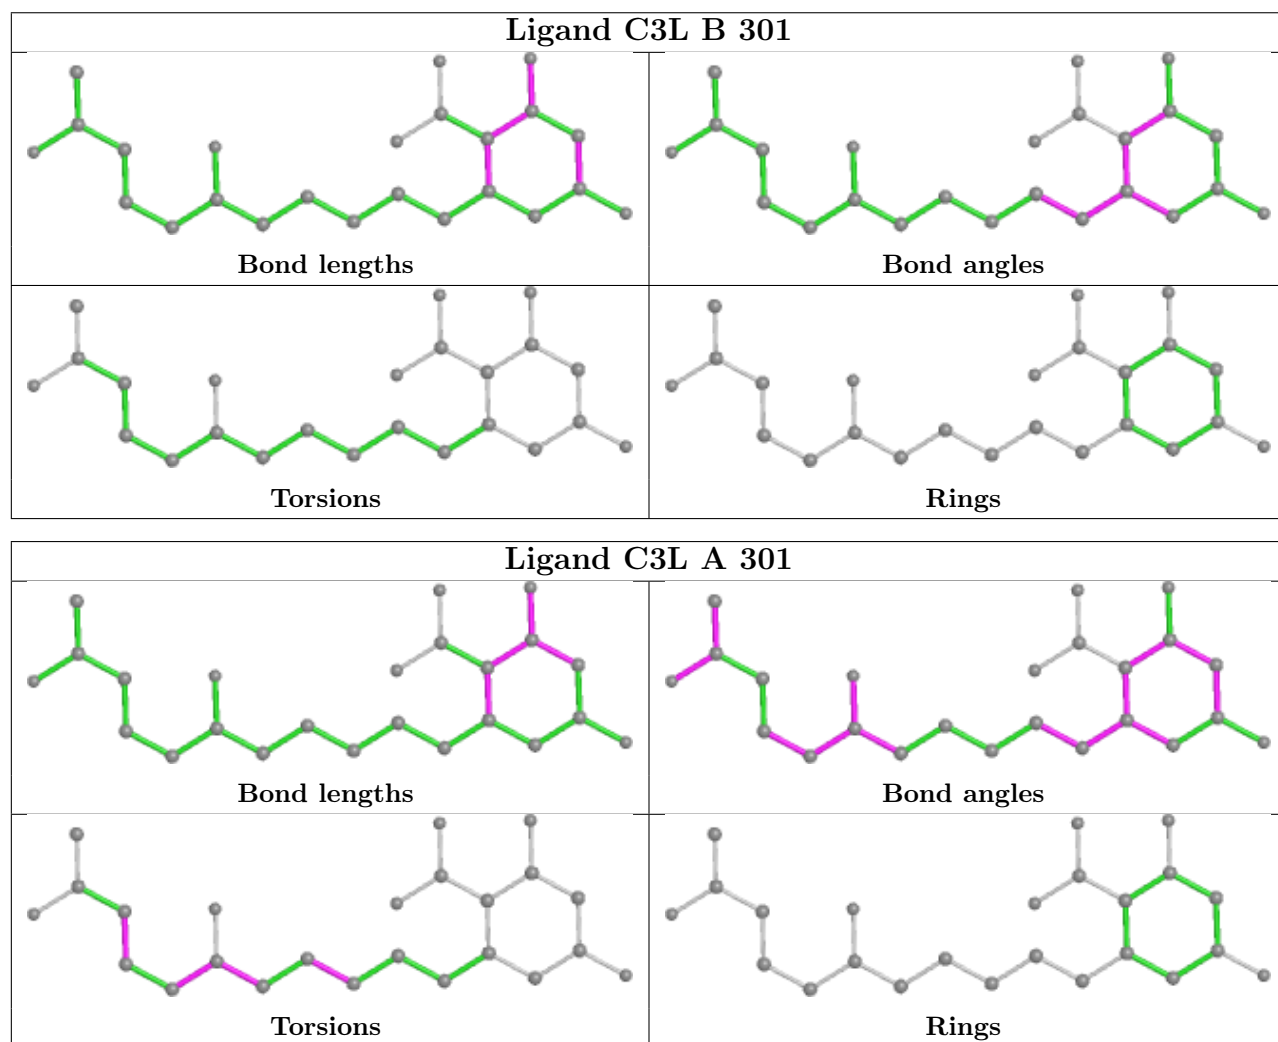 Ligand C3L B 301
Bond lengths
Bond angles
Torsions
Rings
Ligand C3L A 301
Bond lengths
Bond angles
Torsions
Rings